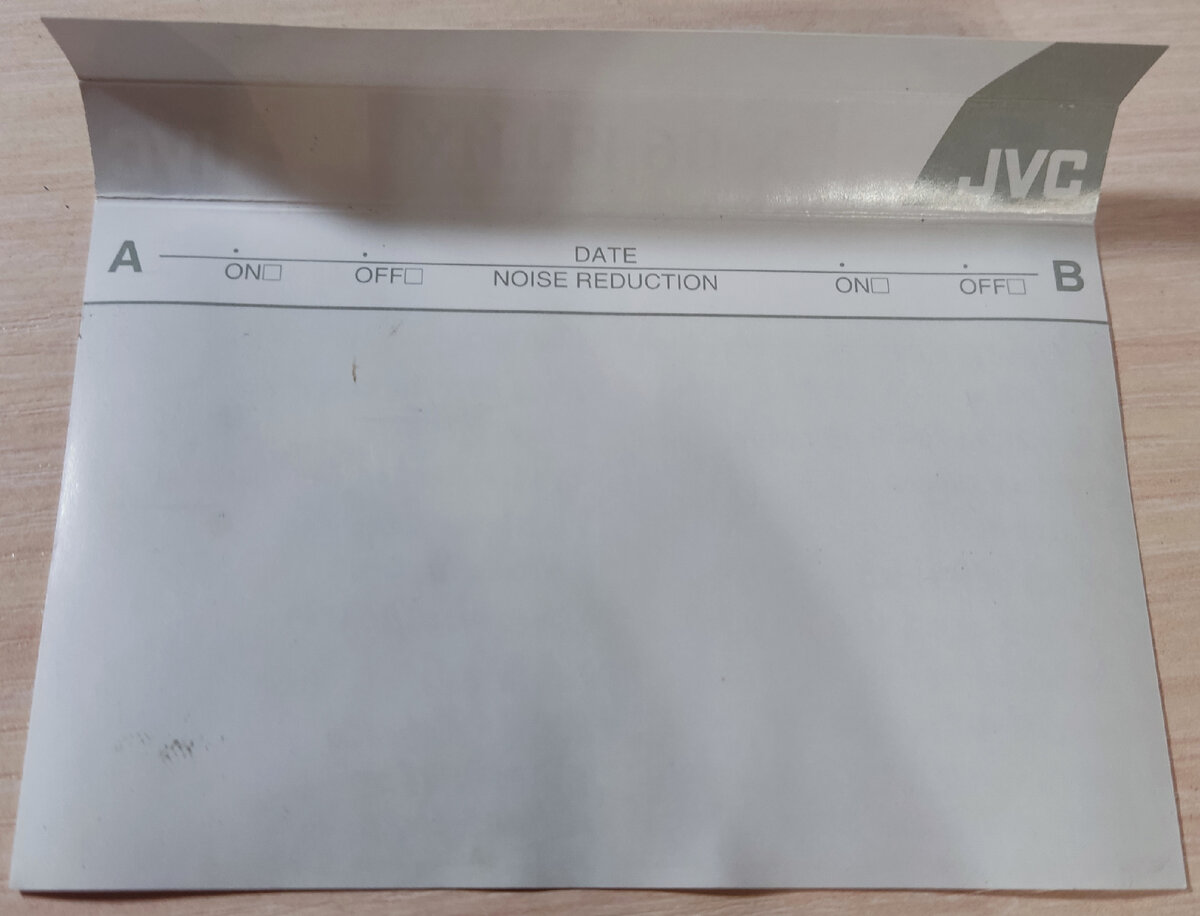 JVC
A DATE B
ON□ OFF□ NOISE REDUCTION ON□ OFF□